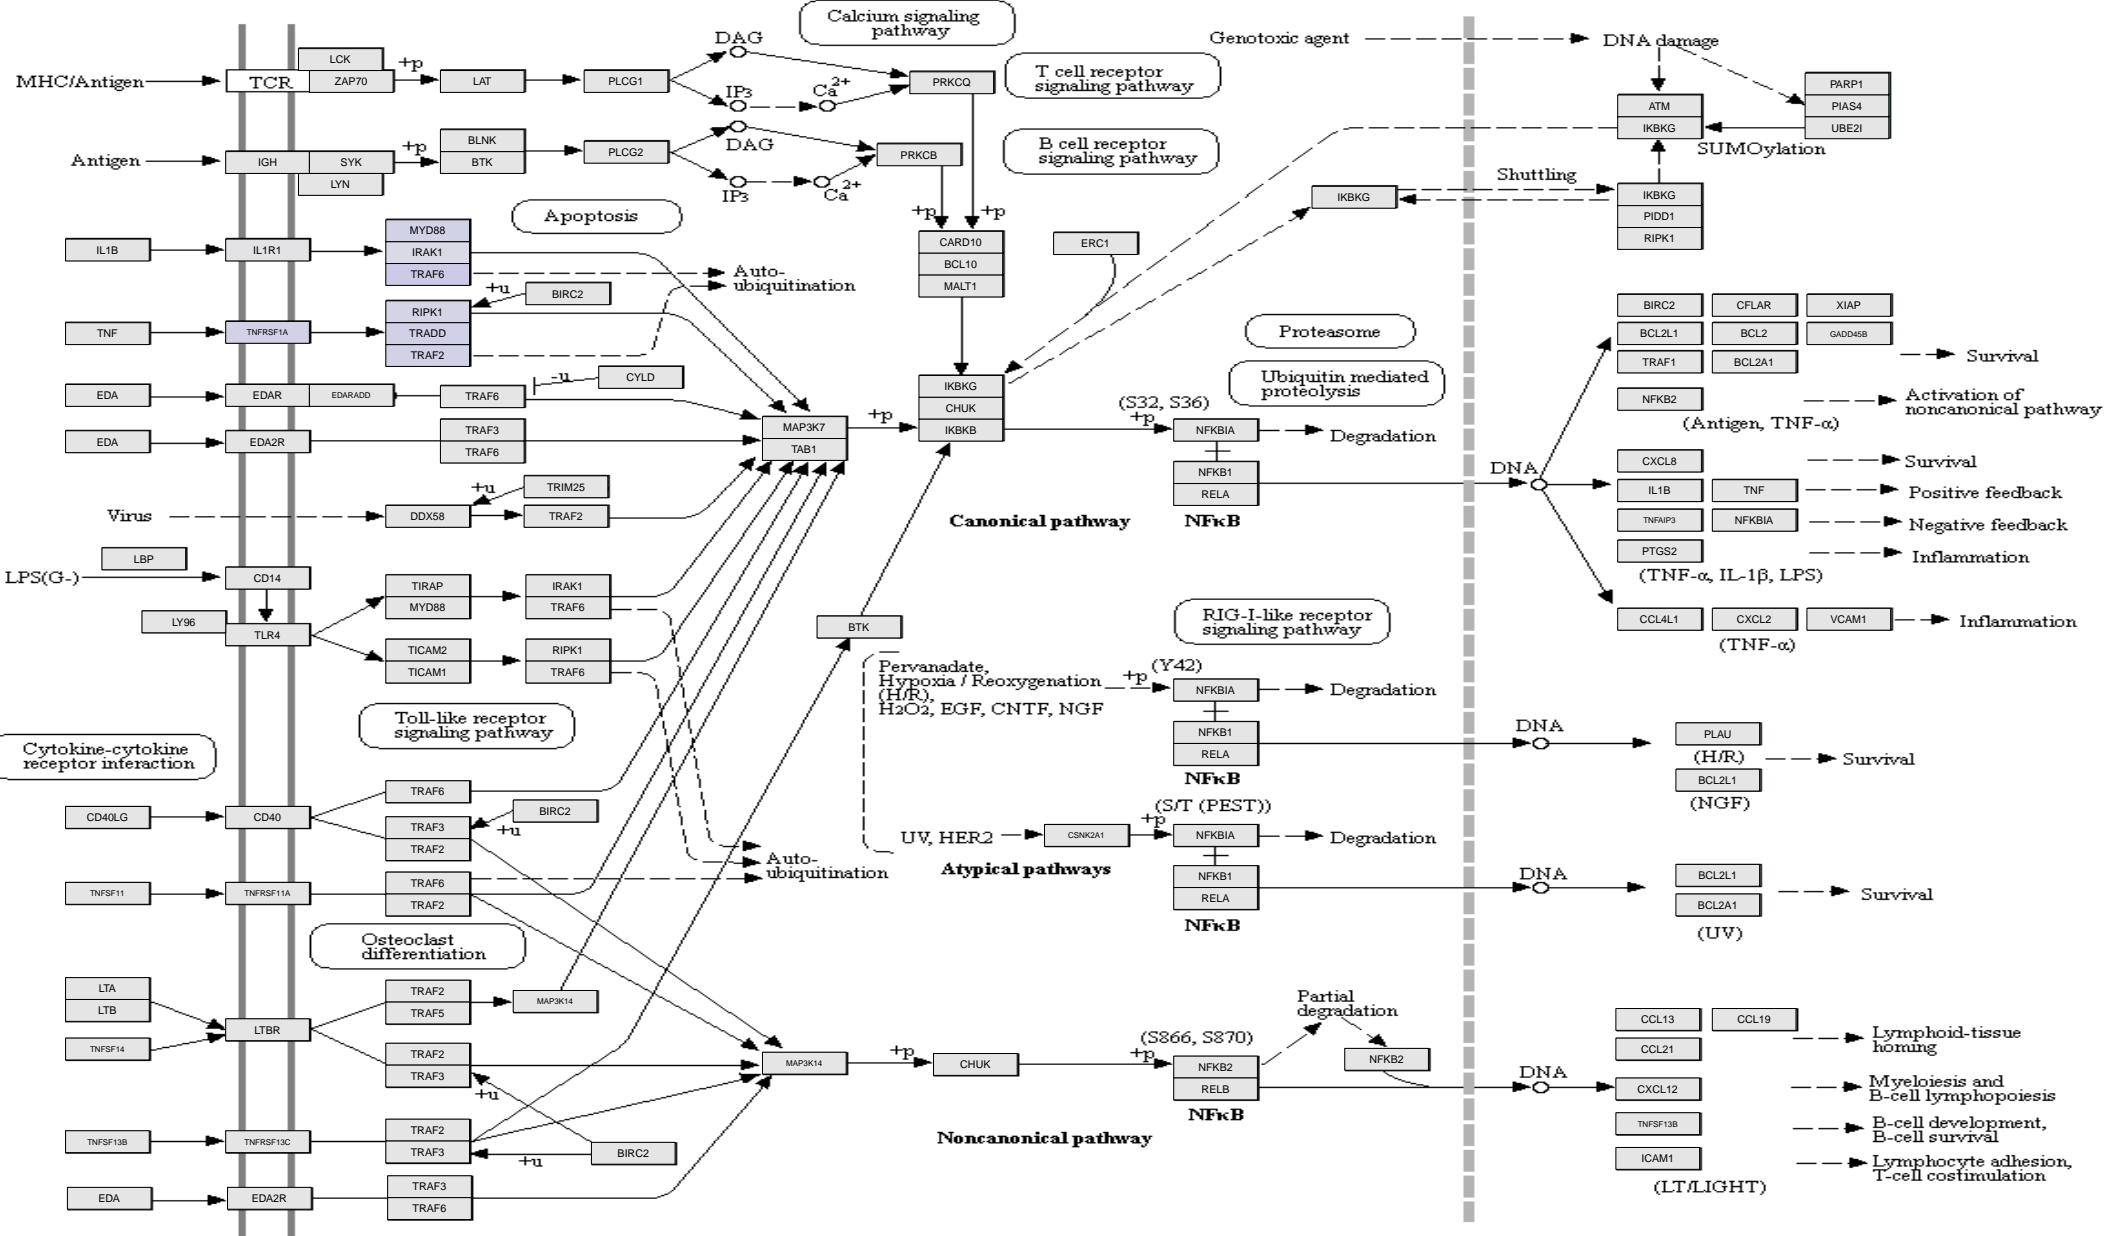 Calcium signaling
pathway
T cell receptor
signaling pathway
B cell receptor
signaling pathway
MHC/Antigen
TCR
LCK
ZAP70
+p
LAT
PLCG1
DAG
IP3
Ca2+
PRKCQ
Antigen
IGH
SYK
LYN
+p
BLNK
BTK
PLCG2
DAG
IP3
Ca2+
PRKCB
+p
+p
CARD10
BCL10
MALT1
ERC1
Apoptosis
IL1B
IL1R1
MYD88
IRAK1
TRAF6
Auto-
ubiquitination
TNF
TNFRSF1A
RIPK1
TRADD
TRAF2
+u
BIRC2
EDA
EDAR
EDARADD
TRAF6
-u
CYLD
EDA
EDA2R
TRAF3
TRAF6
MAP3K7
TAB1
+p
IKBKG
CHUK
IKBKB
Virus
DDX58
+u
TRIM25
TRAF2
LBP
LPS(G-)
CD14
LY96
TLR4
TIRAP
MYD88
IRAK1
TRAF6
TICAM2
TICAM1
RIPK1
TRAF6
BTK
Toll-like receptor
signaling pathway
Cytokine-cytokine
receptor interaction
CD40LG
CD40
TRAF6
TRAF3
TRAF2
+u
BIRC2
TNFSF11
TNFRSF11A
TRAF6
TRAF2
Auto-
ubiquitination
Osteoclast
differentiation
LTA
LTB
TNFSF14
LTBR
TRAF2
TRAF5
MAP3K14
TRAF2
TRAF3
+u
TNFSF13B
TNFRSF13C
TRAF2
TRAF3
+u
BIRC2
EDA
EDA2R
TRAF3
TRAF6
MAP3K14
+p
CHUK
(S866, S870)
+p
NFKB2
RELB
NFκB
Noncanonical pathway
Partial
degradation
NFKB2
DNA
Genotoxic agent
DNA damage
ATM
IKBKG
PARP1
PIAS4
UBE2I
SUMOylation
Shuttling
IKBKG
IKBKG
PIDD1
RIPK1
Proteasome
Ubiquitin mediated
proteolysis
(S32, S36)
+p
NFKBIA
Degradation
NFKB1
RELA
NFκB
Canonical pathway
DNA
RIG-I-like receptor
signaling pathway
Pervanadate,
Hypoxia / Reoxygenation
(H/R),
H2O2, EGF, CNTF, NGF
+p
(Y42)
NFKBIA
Degradation
NFKB1
RELA
NFκB
DNA
UV, HER2
CSNK2A1
+p
(S/T (PEST))
NFKBIA
Degradation
NFKB1
RELA
NFκB
Atypical pathways
DNA
BIRC2
CFLAR
XIAP
BCL2L1
BCL2
GADD45B
TRAF1
BCL2A1
Survival
NFKB2
Activation of
noncanonical pathway
(Antigen, TNF-α)
CXCL8
Survival
IL1B
TNF
Positive feedback
TNFAIP3
NFKBIA
Negative feedback
PTGS2
Inflammation
(TNF-α, IL-1β, LPS)
CCL4L1
CXCL2
VCAM1
Inflammation
(TNF-α)
PLAU
(H/R)
Survival
BCL2L1
(NGF)
BCL2L1
BCL2A1
Survival
(UV)
CCL13
CCL19
CCL21
Lymphoid-tissue
homing
CXCL12
Myeloiesis and
B-cell lymphopoiesis
TNFSF13B
B-cell development,
B-cell survival
ICAM1
Lymphocyte adhesion,
T-cell costimulation
(LT/LIGHT)